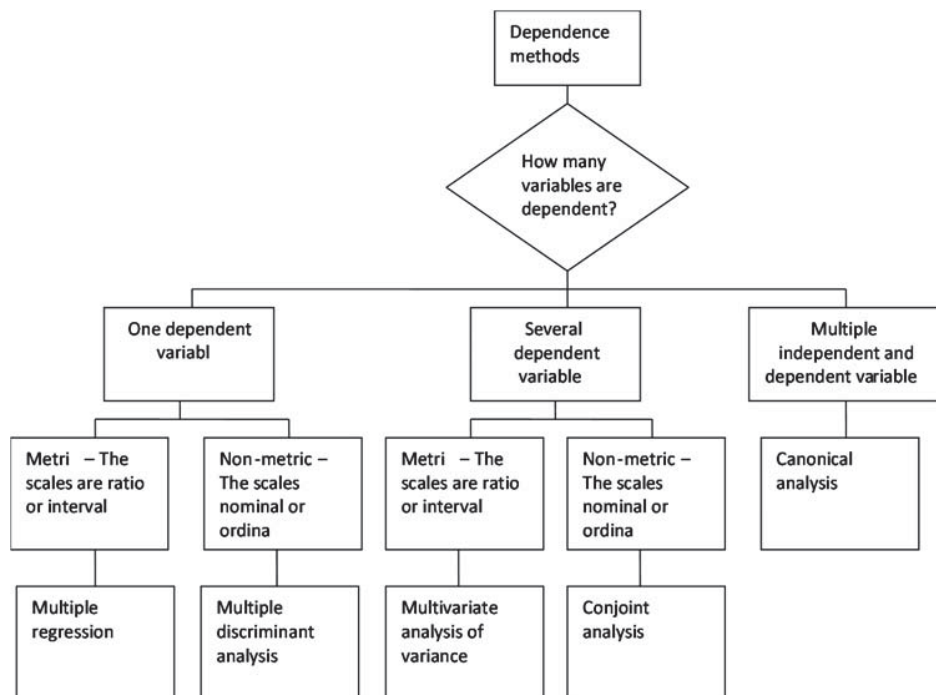 Dependence
methods
How many
variables are
dependent?
One dependent
variabl
Several
dependent
variable
Multiple
independent and
dependent variable
Metri – The
scales are ratio
or interval
Non-metric –
The scales
nominal or
ordina
Metri – The
scales are ratio
or interval
Non-metric –
The scales
nominal or
ordina
Canonical
analysis
Multiple
regression
Multiple
discriminant
analysis
Multivariate
analysis of
variance
Conjoint
analysis